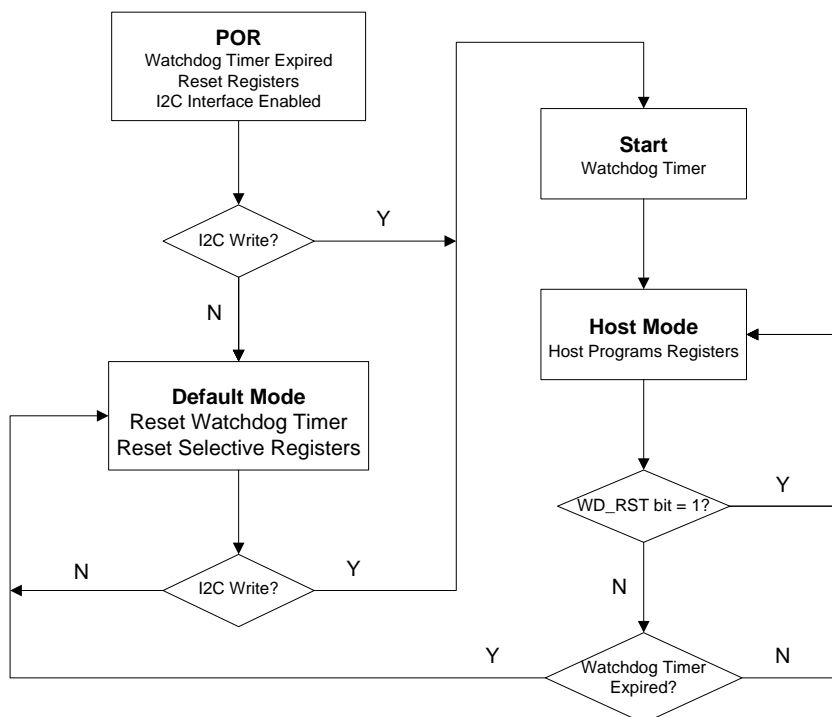 POR
Watchdog Timer Expired
Reset Registers
I2C Interface Enabled
Start
Watchdog Timer
I2C Write?
Y
N
Host Mode
Host Programs Registers
Default Mode
Reset Watchdog Timer
Reset Selective Registers
WD_RST bit = 1?
Y
N
I2C Write?
N
Y
Watchdog Timer
Expired?
Y
N